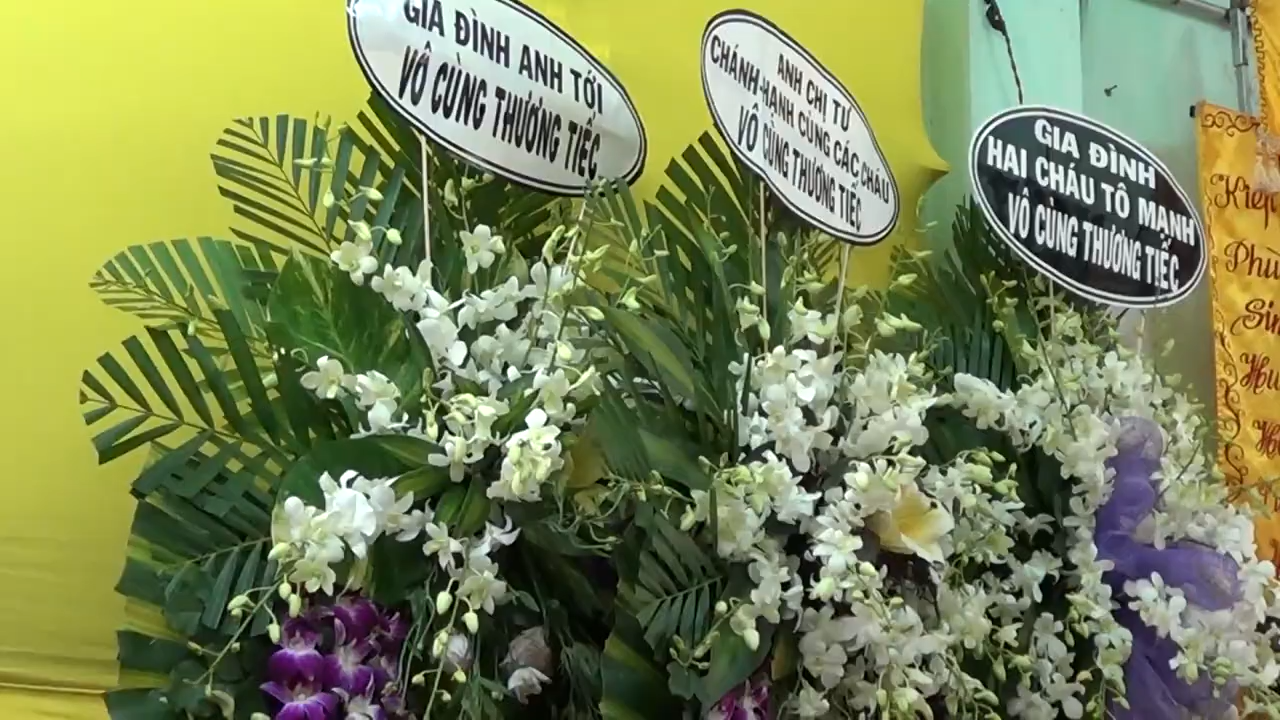 GIA ĐÌNH ANH TỚI
VÔ CÙNG THƯƠNG TIẾC
ANH CHỊ TƯ
CHÁNH-HẠNH CÙNG CÁC CHÁU
VÔ CÙNG THƯƠNG TIẾC
GIA ĐÌNH
HAI CHÁU TÔ MẠNH
VÔ CÙNG THƯƠNG TIẾC